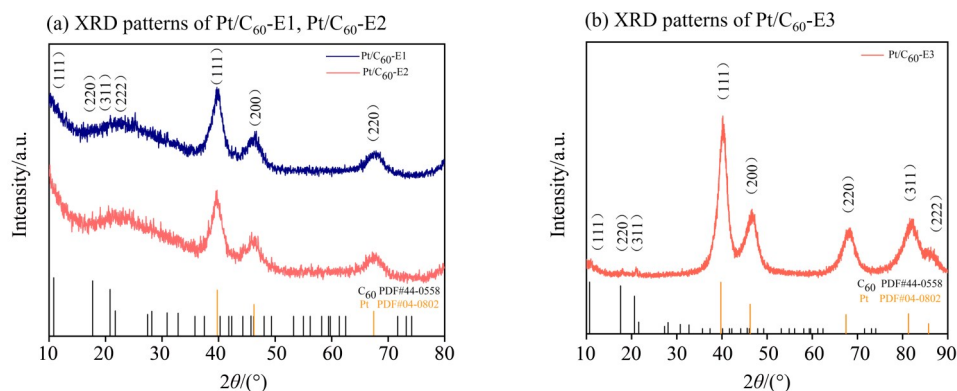 (a) XRD patterns of Pt/C₆₀-E1, Pt/C₆₀-E2
Pt/C₆₀-E1
Pt/C₆₀-E2
(111)
(220)
(311)
(222)
(111)
(200)
(220)
Intensity/a.u.
C₆₀ PDF#44-0558
Pt PDF#04-0802
10 20 30 40 50 60 70 80
2θ/(°)
(b) XRD patterns of Pt/C₆₀-E3
Pt/C₆₀-E3
(111)
(220)
(311)
(111)
(200)
(220)
(311)
(222)
Intensity/a.u.
C₆₀ PDF#44-0558
Pt PDF#04-0802
10 20 30 40 50 60 70 80 90
2θ/(°)